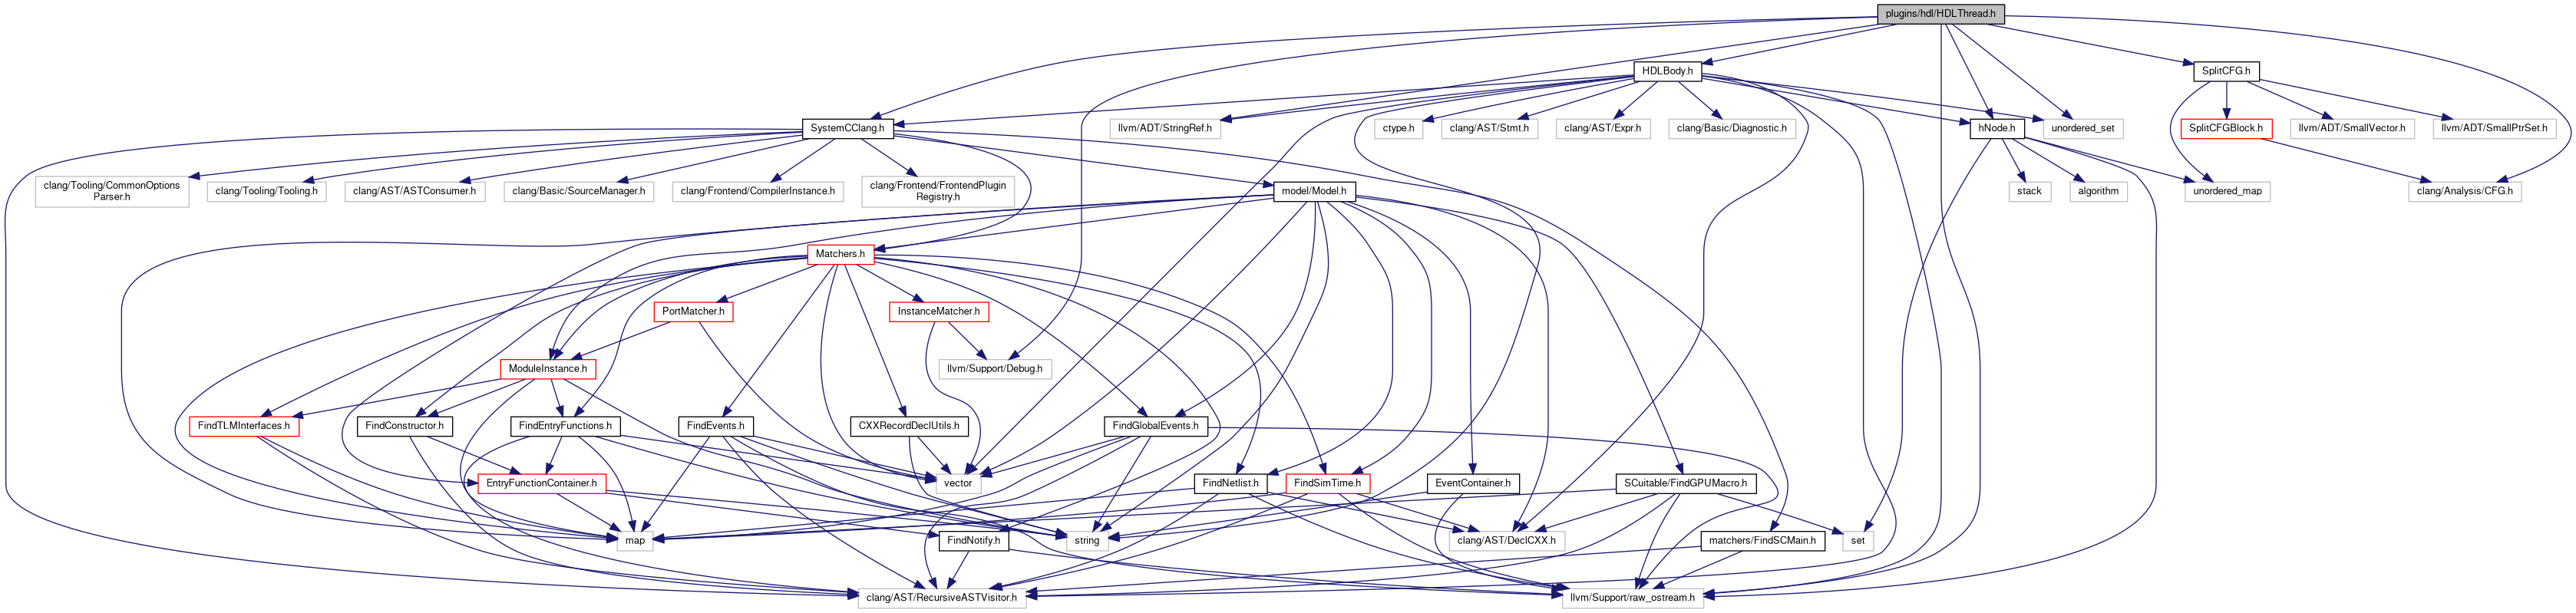 plugins/hdl/HDLThread.h
HDLBody.h
SplitCFG.h
SystemCClang.h
llvm/ADT/StringRef.h
ctype.h
clang/AST/Stmt.h
clang/AST/Expr.h
clang/Basic/Diagnostic.h
hNode.h
unordered_set
SplitCFGBlock.h
llvm/ADT/SmallVector.h
llvm/ADT/SmallPtrSet.h
clang/Tooling/CommonOptions
Parser.h
clang/Tooling/Tooling.h
clang/AST/ASTConsumer.h
clang/Basic/SourceManager.h
clang/Frontend/CompilerInstance.h
clang/Frontend/FrontendPlugin
Registry.h
model/Model.h
stack
algorithm
unordered_map
clang/Analysis/CFG.h
Matchers.h
PortMatcher.h
InstanceMatcher.h
ModuleInstance.h
llvm/Support/Debug.h
FindTLMInterfaces.h
FindConstructor.h
FindEntryFunctions.h
FindEvents.h
CXXRecordDeclUtils.h
FindGlobalEvents.h
EntryFunctionContainer.h
vector
FindNetlist.h
FindSimTime.h
EventContainer.h
SCuitable/FindGPUMacro.h
map
FindNotify.h
string
clang/AST/DeclCXX.h
matchers/FindSCMain.h
set
clang/AST/RecursiveASTVisitor.h
llvm/Support/raw_ostream.h